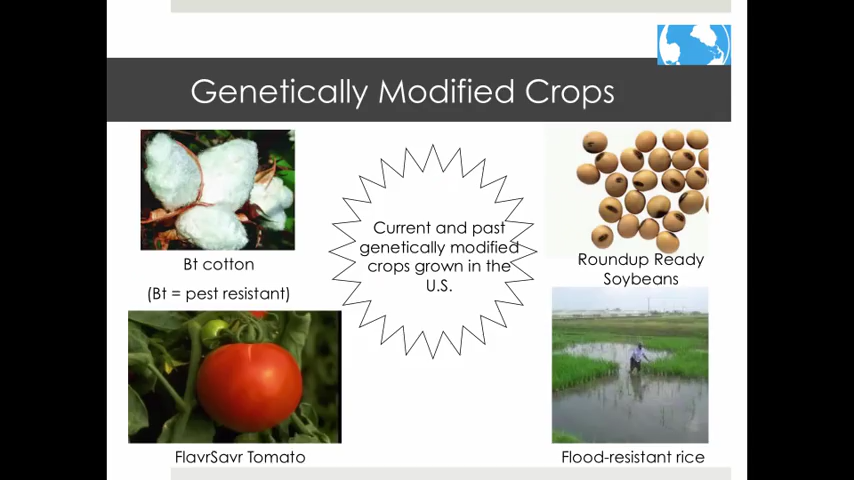 Genetically Modified Crops
Bt cotton
(Bt = pest resistant)
Current and past
genetically modified
crops grown in the
U.S.
Roundup Ready
Soybeans
FlavrSavr Tomato
Flood-resistant rice